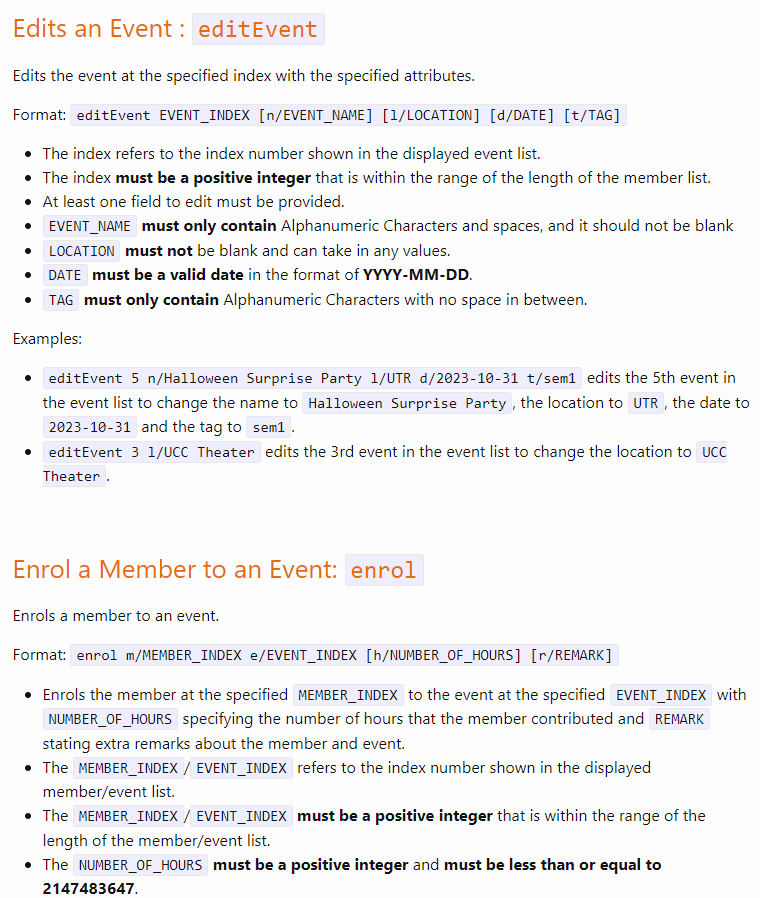 Edits an Event : editEvent
Edits the event at the specified index with the specified attributes.
Format: editEvent EVENT_INDEX [n/EVENT_NAME] [l/LOCATION] [d/DATE] [t/TAG]
• The index refers to the index number shown in the displayed event list.
• The index must be a positive integer that is within the range of the length of the member list.
• At least one field to edit must be provided.
• EVENT_NAME must only contain Alphanumeric Characters and spaces, and it should not be blank
• LOCATION must not be blank and can take in any values.
• DATE must be a valid date in the format of YYYY-MM-DD.
• TAG must only contain Alphanumeric Characters with no space in between.
Examples:
• editEvent 5 n/Halloween Surprise Party l/UTR d/2023-10-31 t/sem1 edits the 5th event in
the event list to change the name to Halloween Surprise Party, the location to UTR, the date to
2023-10-31 and the tag to sem1.
• editEvent 3 l/UCC Theater edits the 3rd event in the event list to change the location to UCC
Theater.
Enrol a Member to an Event: enrol
Enrols a member to an event.
Format: enrol m/MEMBER_INDEX e/EVENT_INDEX [h/NUMBER_OF_HOURS] [r/REMARK]
• Enrols the member at the specified MEMBER_INDEX to the event at the specified EVENT_INDEX with
NUMBER_OF_HOURS specifying the number of hours that the member contributed and REMARK
stating extra remarks about the member and event.
• The MEMBER_INDEX/EVENT_INDEX refers to the index number shown in the displayed
member/event list.
• The MEMBER_INDEX/EVENT_INDEX must be a positive integer that is within the range of the
length of the member/event list.
• The NUMBER_OF_HOURS must be a positive integer and must be less than or equal to
2147483647.